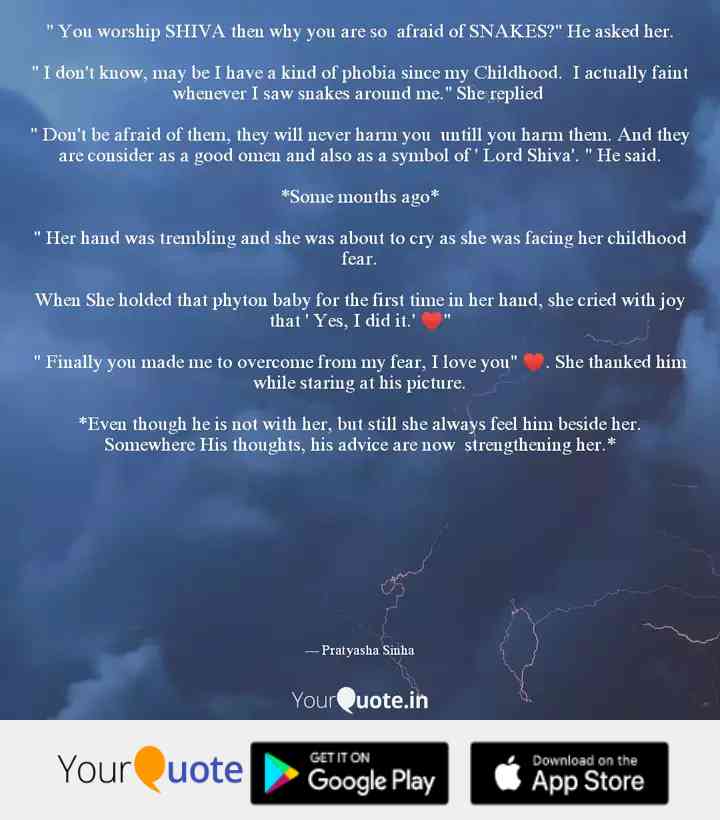 " You worship SHIVA then why you are so afraid of SNAKES?" He asked her.
" I don't know, may be I have a kind of phobia since my Childhood. I actually faint
whenever I saw snakes around me." She replied
" Don't be afraid of them, they will never harm you untill you harm them. And they
are consider as a good omen and also as a symbol of ' Lord Shiva'. " He said.
*Some months ago*
" Her hand was trembling and she was about to cry as she was facing her childhood
fear.
When She holded that phyton baby for the first time in her hand, she cried with joy
that ' Yes, I did it.' ♥️"
" Finally you made me to overcome from my fear, I love you" ♥️. She thanked him
while staring at his picture.
*Even though he is not with her, but still she always feel him beside her.
Somewhere His thoughts, his advice are now strengthening her.*
— Pratyasha Sinha
YourQuote.in
YourQuote
GET IT ON
Google Play
Download on the
App Store